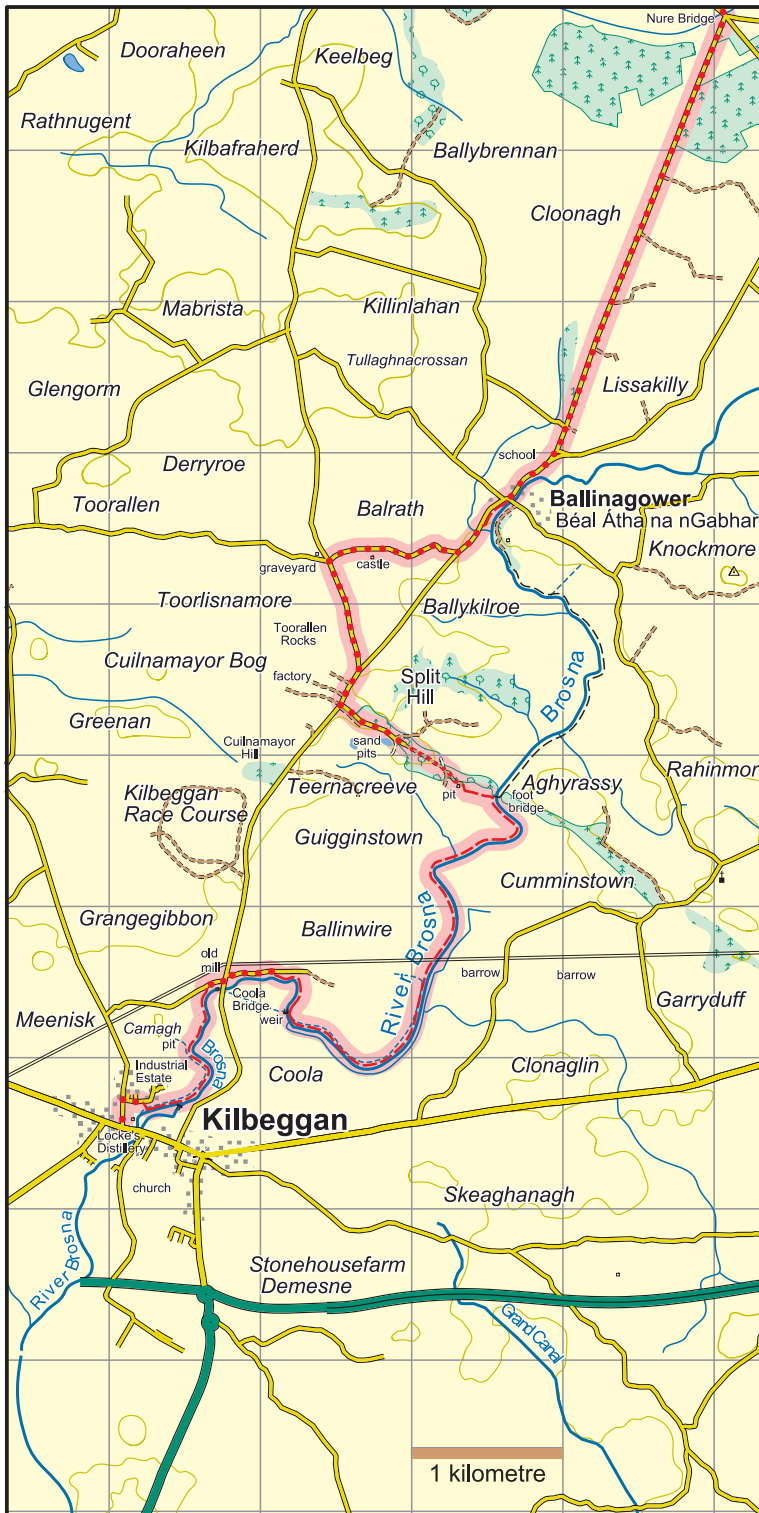 Nure Bridge
Dooraheen
Keelbeg
Rathnugent
Kilbafraherd
Ballybrennan
Cloonagh
Mabrista
Killinlahan
Tullaghnacrossan
Glengorm
Lissakilly
school
Derryroe
Toorallen
Balrath
Ballinagower
Béal Átha na nGabhar
Knockmore
graveyard
castle
Toorlisnamore
Ballykilroe
Toorallen
Rocks
Cuilnamayor Bog
factory
Split
Hill
Brosna
Greenan
Cuilnamayor
Hill
sand
pits
Rahinmor
Teernacreeve
pit
foot
bridge
Aghyrassy
Kilbeggan
Race Course
Guigginstown
Cumminstown
Grangegibbon
Ballinwire
River Brosna
old
mill
barrow
barrow
Garryduff
Coola
Bridge
weir
Meenisk
Camagh
pit
Brosna
Industrial
Estate
Coola
Clonaglin
Kilbeggan
Locke's
Distillery
church
Skeaghanagh
River Brosna
Stonehousefarm
Demesne
Grand Canal
1 kilometre